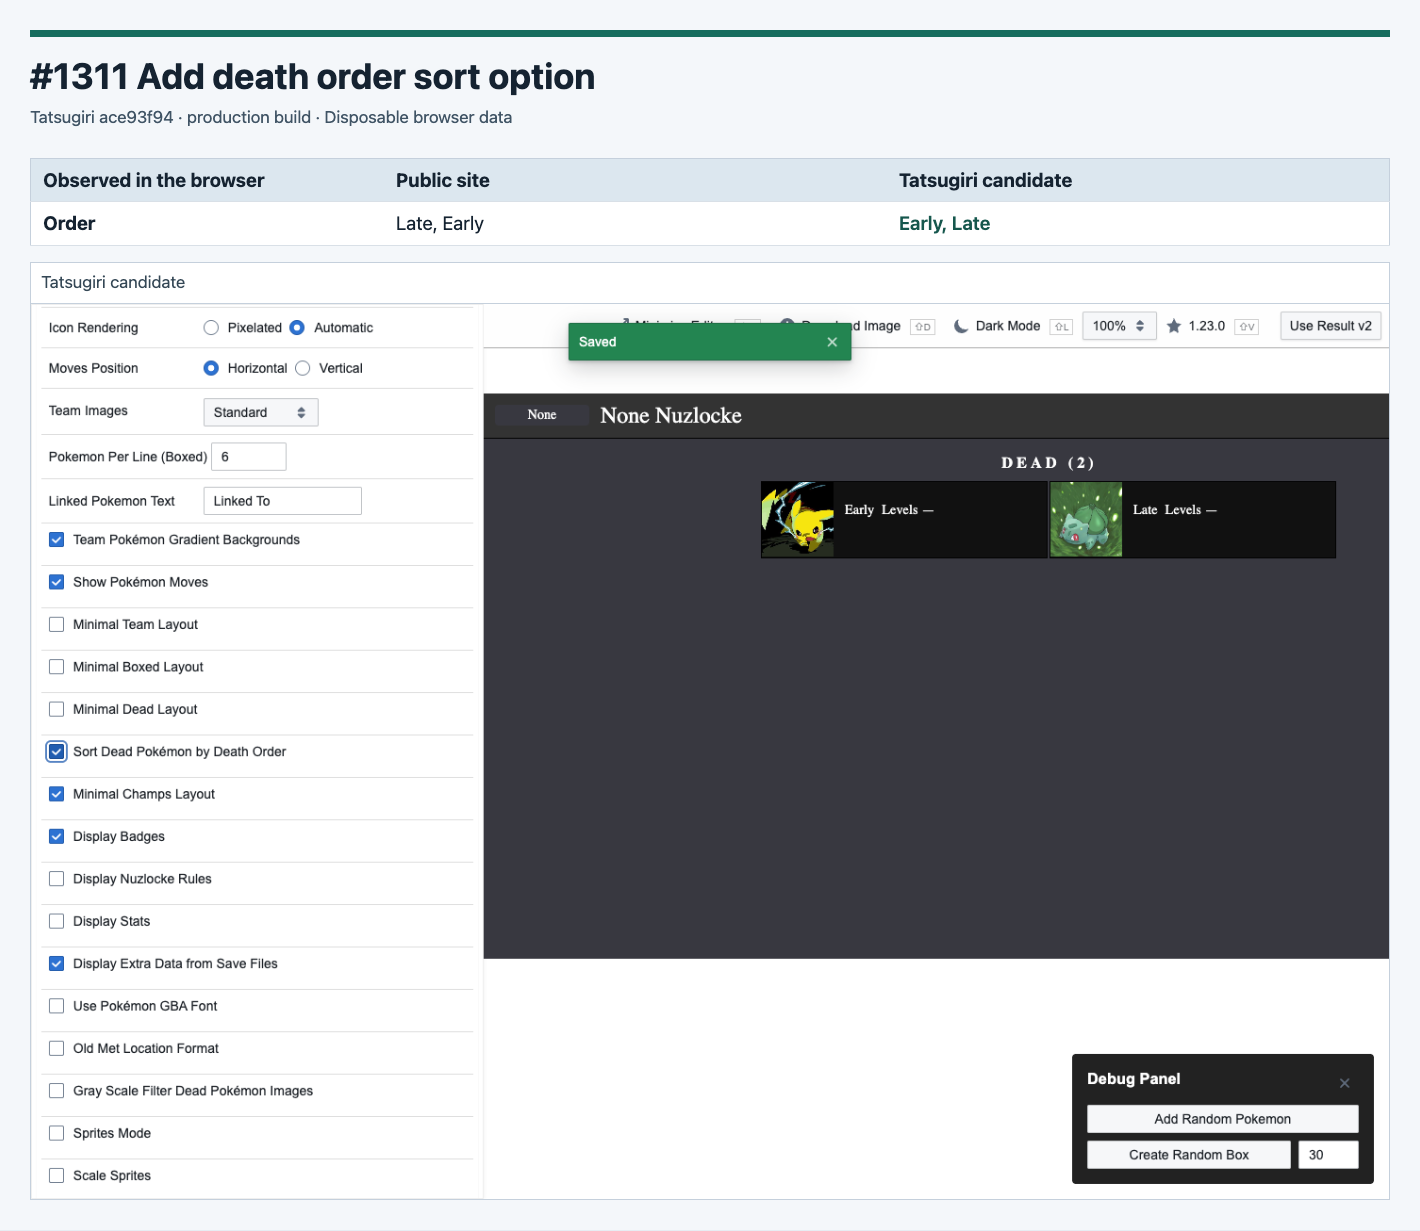 #1311 Add death order sort option
Tatsugiri ace93f94 · production build · Disposable browser data
Observed in the browser Public site Tatsugiri candidate
Order Late, Early Early, Late
Tatsugiri candidate
Icon Rendering Pixelated Automatic
Moves Position Horizontal Vertical
Team Images Standard
Pokemon Per Line (Boxed) 6
Linked Pokemon Text Linked To
Team Pokémon Gradient Backgrounds
Show Pokémon Moves
Minimal Team Layout
Minimal Boxed Layout
Minimal Dead Layout
Sort Dead Pokémon by Death Order
Minimal Champs Layout
Display Badges
Display Nuzlocke Rules
Display Stats
Display Extra Data from Save Files
Use Pokémon GBA Font
Old Met Location Format
Gray Scale Filter Dead Pokémon Images
Sprites Mode
Scale Sprites
Image ⇧D Dark Mode ⇧L 100% 1.23.0 ⇧V Use Result v2
Saved
None None Nuzlocke
DEAD (2)
Early Levels — Late Levels —
Debug Panel
Add Random Pokemon
Create Random Box 30